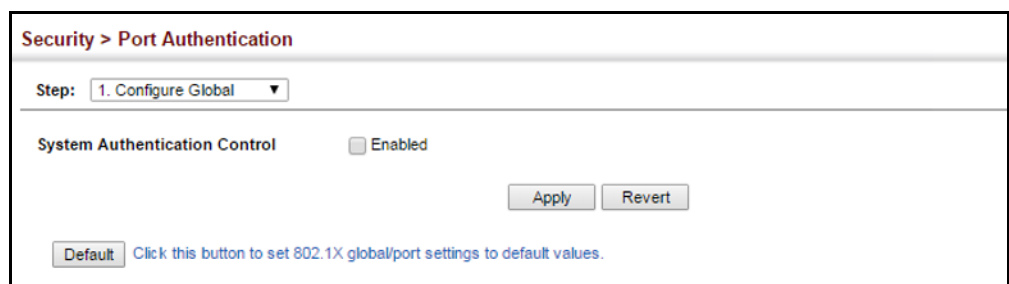 Security > Port Authentication
Step: 1. Configure Global
System Authentication Control Enabled
Apply Revert
Default Click this button to set 802.1X global/port settings to default values.